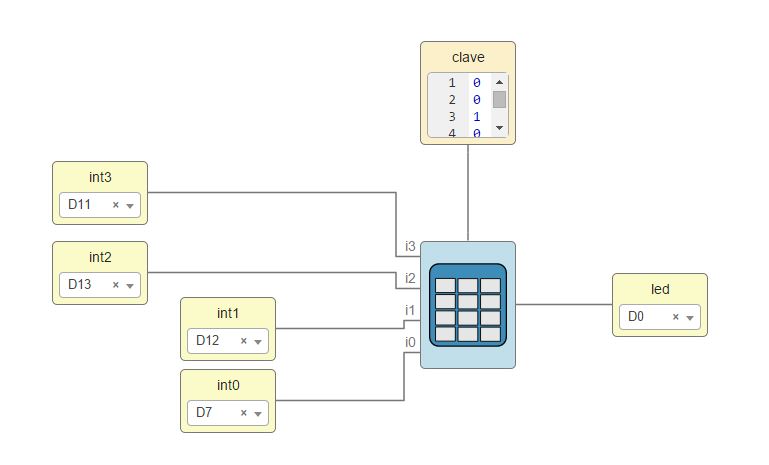 clave
1 0
2 0
3 1
4 0
int3
D11 ×
int2
D13 ×
int1
D12 ×
int0
D7 ×
i3
i2
i1
i0
led
D0 ×